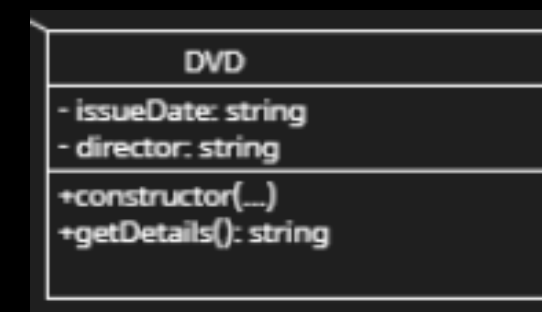 DVD
- issueDate: string
- director: string
+constructor(...)
+getDetails(): string